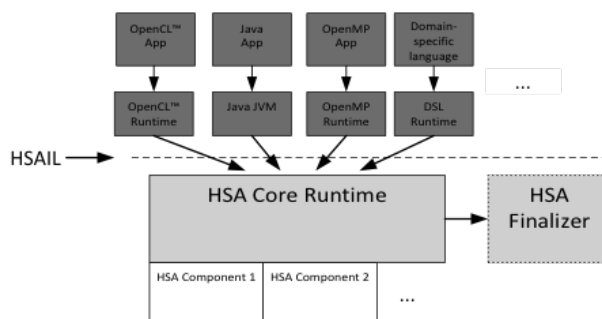 OpenCL™ App
Java App
OpenMP App
Domain-specific language
...
OpenCL™ Runtime
Java JVM
OpenMP Runtime
DSL Runtime
HSAIL
HSA Core Runtime
HSA Finalizer
HSA Component 1
HSA Component 2
...